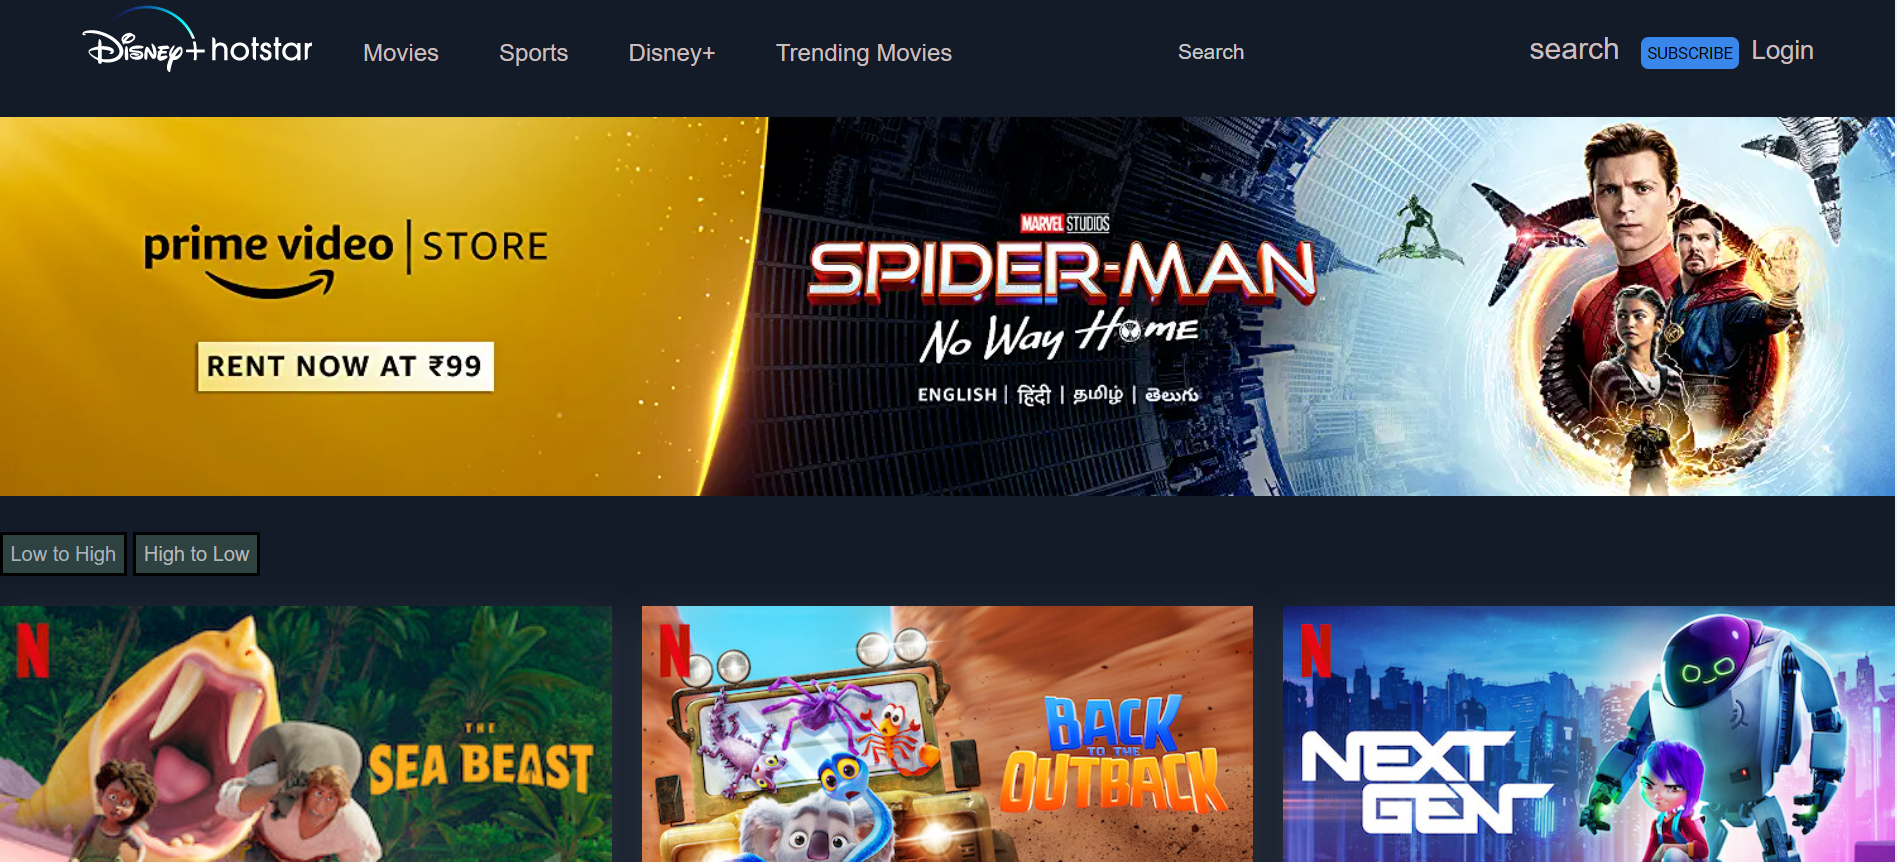 Disney+ hotstar
Movies
Sports
Disney+
Trending Movies
Search
search
SUBSCRIBE
Login
prime video | STORE
RENT NOW AT ₹99
MARVEL STUDIOS
SPIDER-MAN
No Way Home
ENGLISH | हिंदी | தமிழ் | తెలుగు
Low to High
High to Low
N
THE
SEA BEAST
N
BACK
TO THE
OUTBACK
N
NEXT
GEN